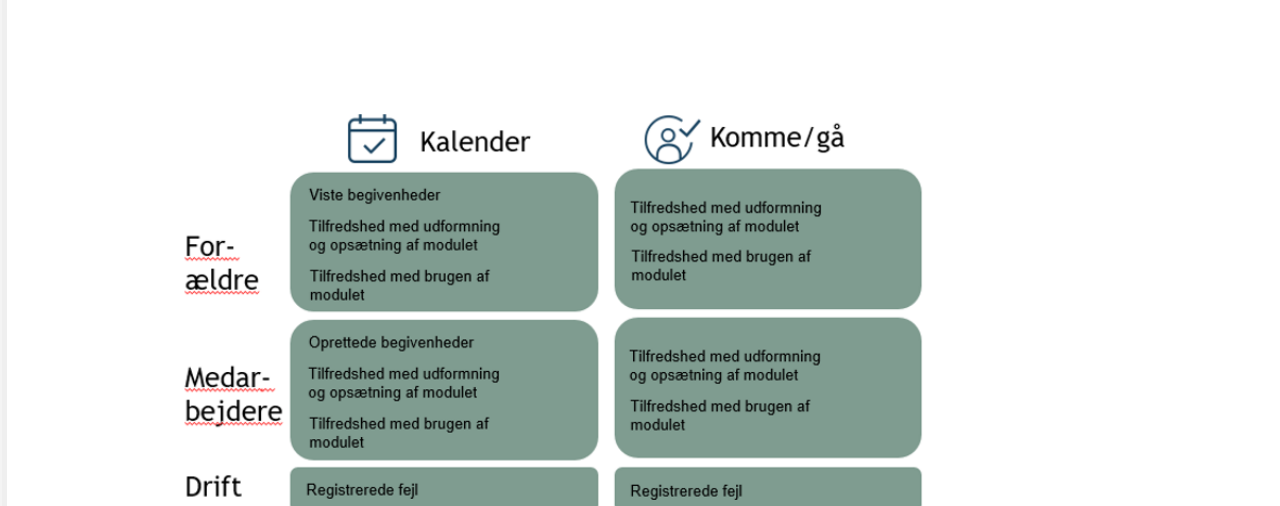 Kalender
Komme/gå
For-
ældre
Viste begivenheder
Tilfredshed med udformning
og opsætning af modulet
Tilfredshed med brugen af
modulet
Tilfredshed med udformning
og opsætning af modulet
Tilfredshed med brugen af
modulet
Medar-
bejdere
Oprettede begivenheder
Tilfredshed med udformning
og opsætning af modulet
Tilfredshed med brugen af
modulet
Tilfredshed med udformning
og opsætning af modulet
Tilfredshed med brugen af
modulet
Drift
Registrerede fejl
Registrerede fejl